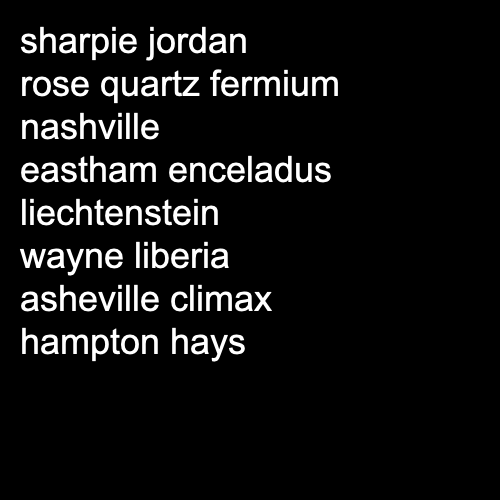 sharpie jordan
rose quartz fermium
nashville
eastham enceladus
liechtenstein
wayne liberia
asheville climax
hampton hays